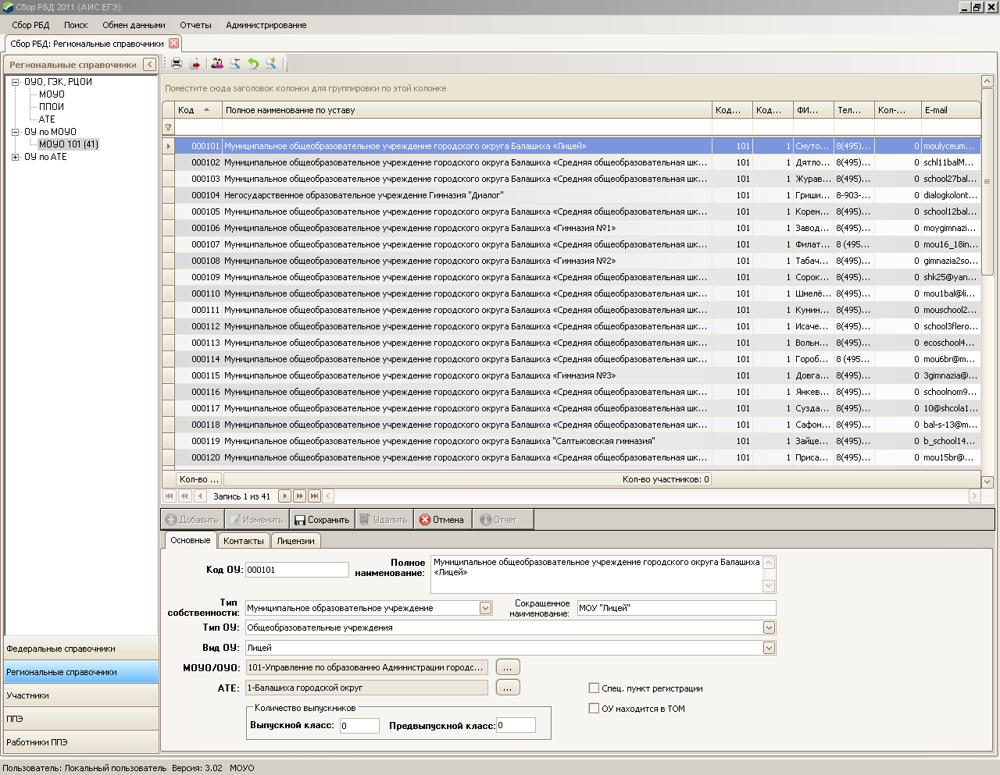 Сбор РБД 2011 (АИС ЕГЭ)
Сбор РБД Поиск Обмен данными Отчеты Администрирование
Сбор РБД: Региональные справочники
Региональные справочники
ОУО, ГЭК, РЦОИ
МОУО
ППОИ
АТЕ
ОУ по МОУО
МОУО 101 (41)
ОУ по АТЕ
Федеральные справочники
Региональные справочники
Участники
ППЭ
Работники ППЭ
Поместите сюда заголовок колонки для группировки по этой колонке
Код Полное наименование по уставу Код... Код... ФИ... Тел... Кол-... E-mail
000101 Муниципальное общеобразовательное учреждение городского округа Балашиха «Лицей» 101 1 Смуто... 8(495)... 0 moulyceum...
000102 Муниципальное общеобразовательное учреждение городского округа Балашиха «Средняя общеобразовательная шк... 101 1 Дятло... 8(495)... 0 schl11balM...
000103 Муниципальное общеобразовательное учреждение городского округа Балашиха «Средняя общеобразовательная шк... 101 1 Журав... 8(495)... 0 school27bal...
000104 Негосударственное образовательное учреждение Гимназия "Диалог" 101 1 Гриши... 8-903-... 0 dialogkolont...
000105 Муниципальное общеобразовательное учреждение городского округа Балашиха «Средняя общеобразовательная шк... 101 1 Корен... 8(495)... 0 school12bal...
000106 Муниципальное общеобразовательное учреждение городского округа Балашиха «Гимназия №1» 101 1 Завод... 8(495)... 0 moygimnazi...
000107 Муниципальное общеобразовательное учреждение городского округа Балашиха «Средняя общеобразовательная шк... 101 1 Филат... 8 (495... 0 mou16_18in...
000108 Муниципальное общеобразовательное учреждение городского округа Балашиха «Гимназия №2» 101 1 Табач... 8(495)... 0 gimnazia2so...
000109 Муниципальное общеобразовательное учреждение городского округа Балашиха «Средняя общеобразовательная шк... 101 1 Сорок... 8(495)... 0 shk25@yan...
000110 Муниципальное общеобразовательное учреждение городского округа Балашиха «Средняя общеобразовательная шк... 101 1 Шмелё... 8(495)... 0 mou1bal@li...
000111 Муниципальное общеобразовательное учреждение городского округа Балашиха «Средняя общеобразовательная шк... 101 1 Кунин... 8(495)... 0 mouschool2...
000112 Муниципальное общеобразовательное учреждение городского округа Балашиха «Средняя общеобразовательная шк... 101 1 Исаче... 8(495)... 0 school3flero...
000113 Муниципальное общеобразовательное учреждение городского округа Балашиха «Средняя общеобразовательная шк... 101 1 Вольн... 8(495)... 0 ecoschool4...
000114 Муниципальное общеобразовательное учреждение городского округа Балашиха «Средняя общеобразовательная шк... 101 1 Гороб... 8 (495... 0 mou6br@m...
000115 Муниципальное общеобразовательное учреждение городского округа Балашиха «Гимназия №3» 101 1 Довга... 8(495)... 0 3gimnazia@...
000116 Муниципальное общеобразовательное учреждение городского округа Балашиха «Средняя общеобразовательная шк... 101 1 Янкев... 8(495)... 0 schoolnom9...
000117 Муниципальное общеобразовательное учреждение городского округа Балашиха «Средняя общеобразовательная шк... 101 1 Сузда... 8(495)... 0 10@shcola1...
000118 Муниципальное общеобразовательное учреждение городского округа Балашиха «Средняя общеобразовательная шк... 101 1 Сафон... 8(495)... 0 bal-s-13@m...
000119 Муниципальное общеобразовательное учреждение городского округа Балашиха "Салтыковская гимназия" 101 1 Зайце... 8(495)... 0 b_school14...
000120 Муниципальное общеобразовательное учреждение городского округа Балашиха «Средняя общеобразовательная шк... 101 1 Приса... 8(495)... 0 mou15br@...
Кол-во ... Кол-во участников: 0
Запись 1 из 41
Добавить Изменить Сохранить Удалить Отмена Отчет
Основные Контакты Лицензии
Код ОУ: 000101
Полное наименование: Муниципальное общеобразовательное учреждение городского округа Балашиха
«Лицей»
Тип собственности: Муниципальное образовательное учреждение
Сокращенное наименование: МОУ "Лицей"
Тип ОУ: Общеобразовательные учреждения
Вид ОУ: Лицей
МОУО/ОУО: 101-Управление по образованию Администрации городс... ...
АТЕ: 1-Балашиха городской округ ...
Спец. пункт регистрации
ОУ находится в ТОМ
Количество выпускников
Выпускной класс: 0 Предвыпускной класс: 0
Пользователь: Локальный пользователь Версия: 3.02 МОУО